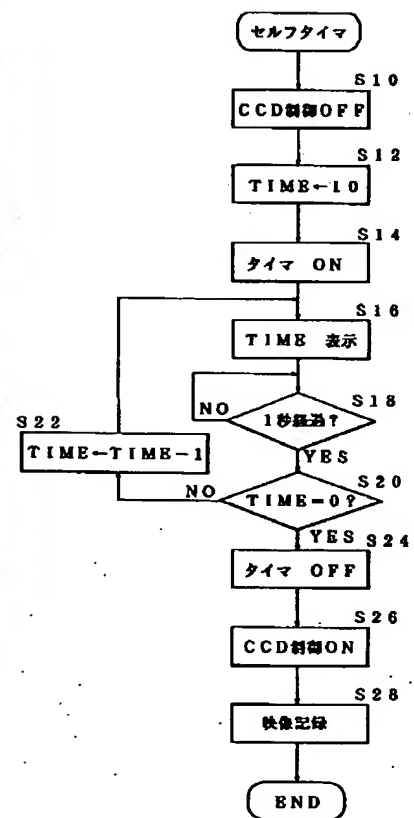 セルフタイマ
S10
CCD制御OFF
S12
TIME←10
S14
タイマ ON
S16
TIME 表示
S18
1秒経過?
NO
YES
S22
TIME←TIME-1
S20
TIME=0?
NO
YES
S24
タイマ OFF
S26
CCD制御ON
S28
映像記録
END